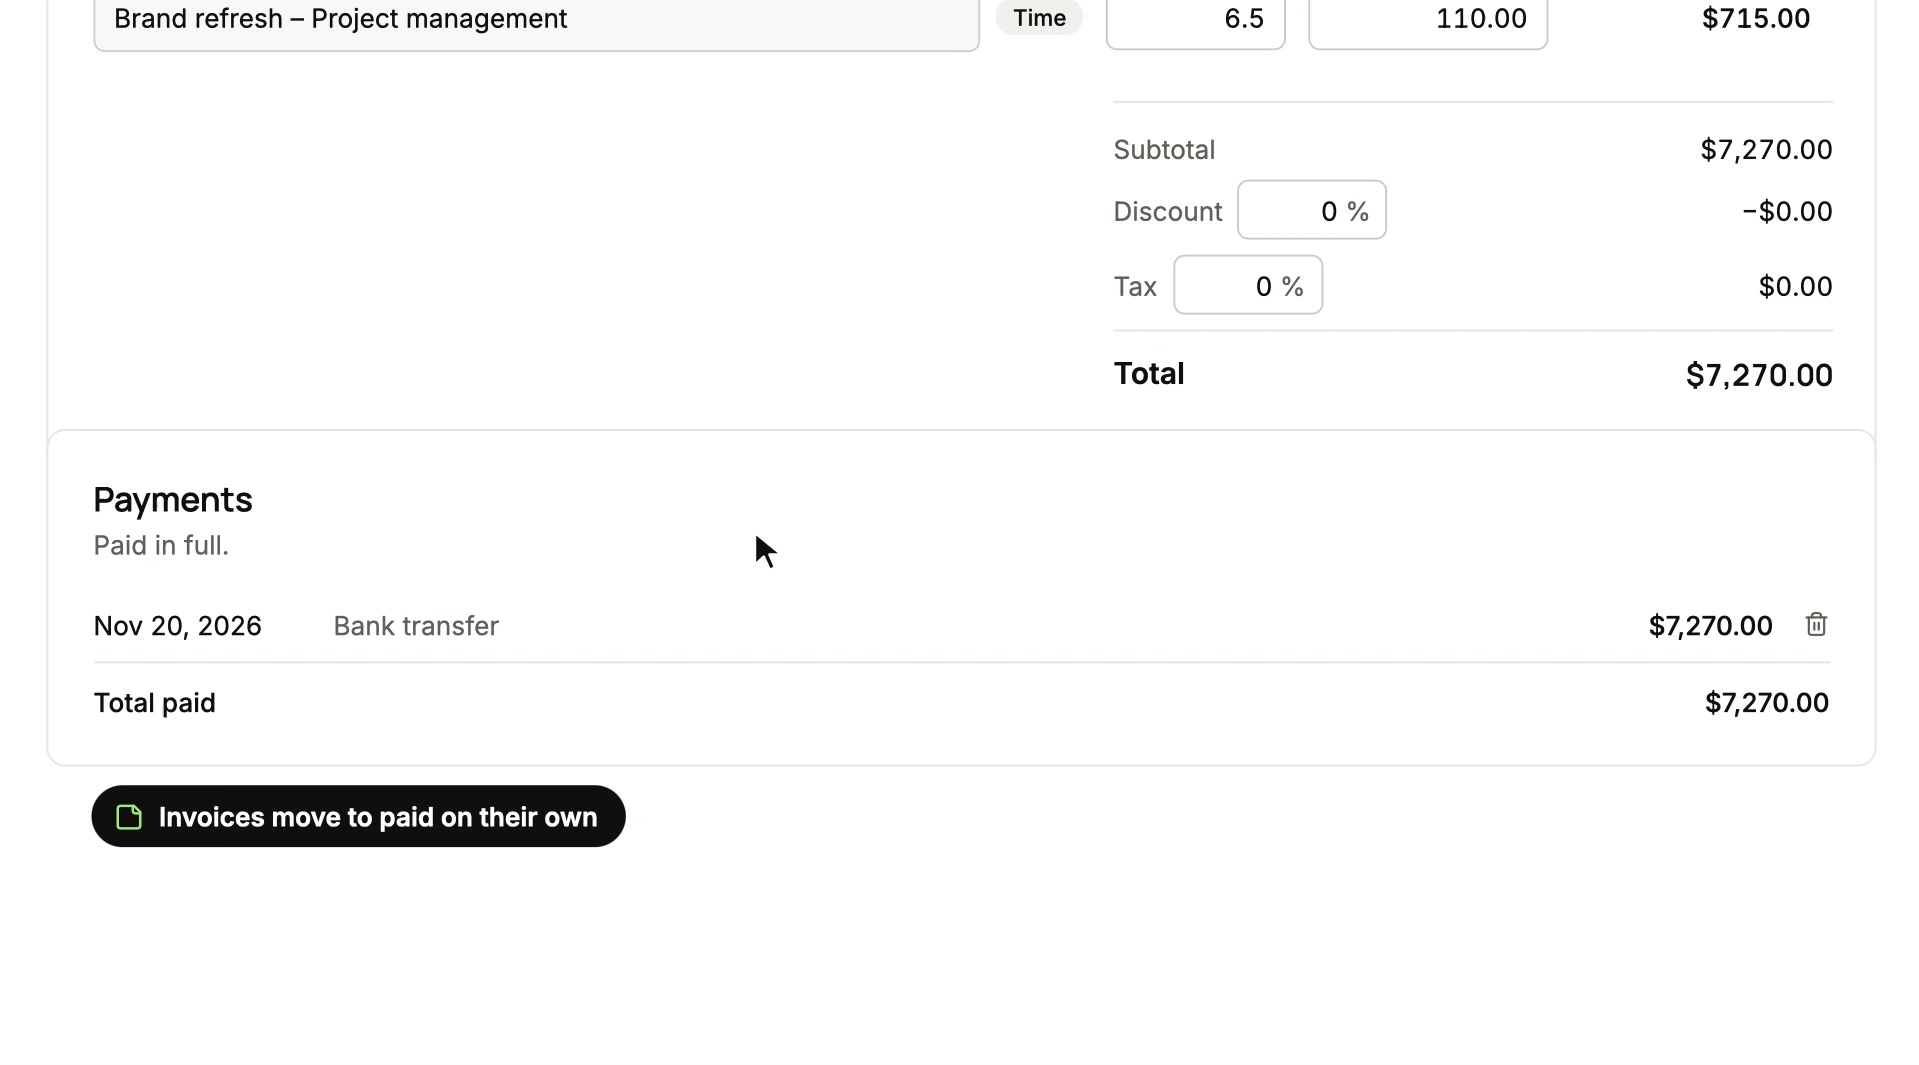 Brand refresh – Project management Time 6.5 110.00 $715.00
Subtotal $7,270.00
Discount 0 % −$0.00
Tax 0 % $0.00
Total $7,270.00
Payments
Paid in full.
Nov 20, 2026 Bank transfer $7,270.00
Total paid $7,270.00
Invoices move to paid on their own